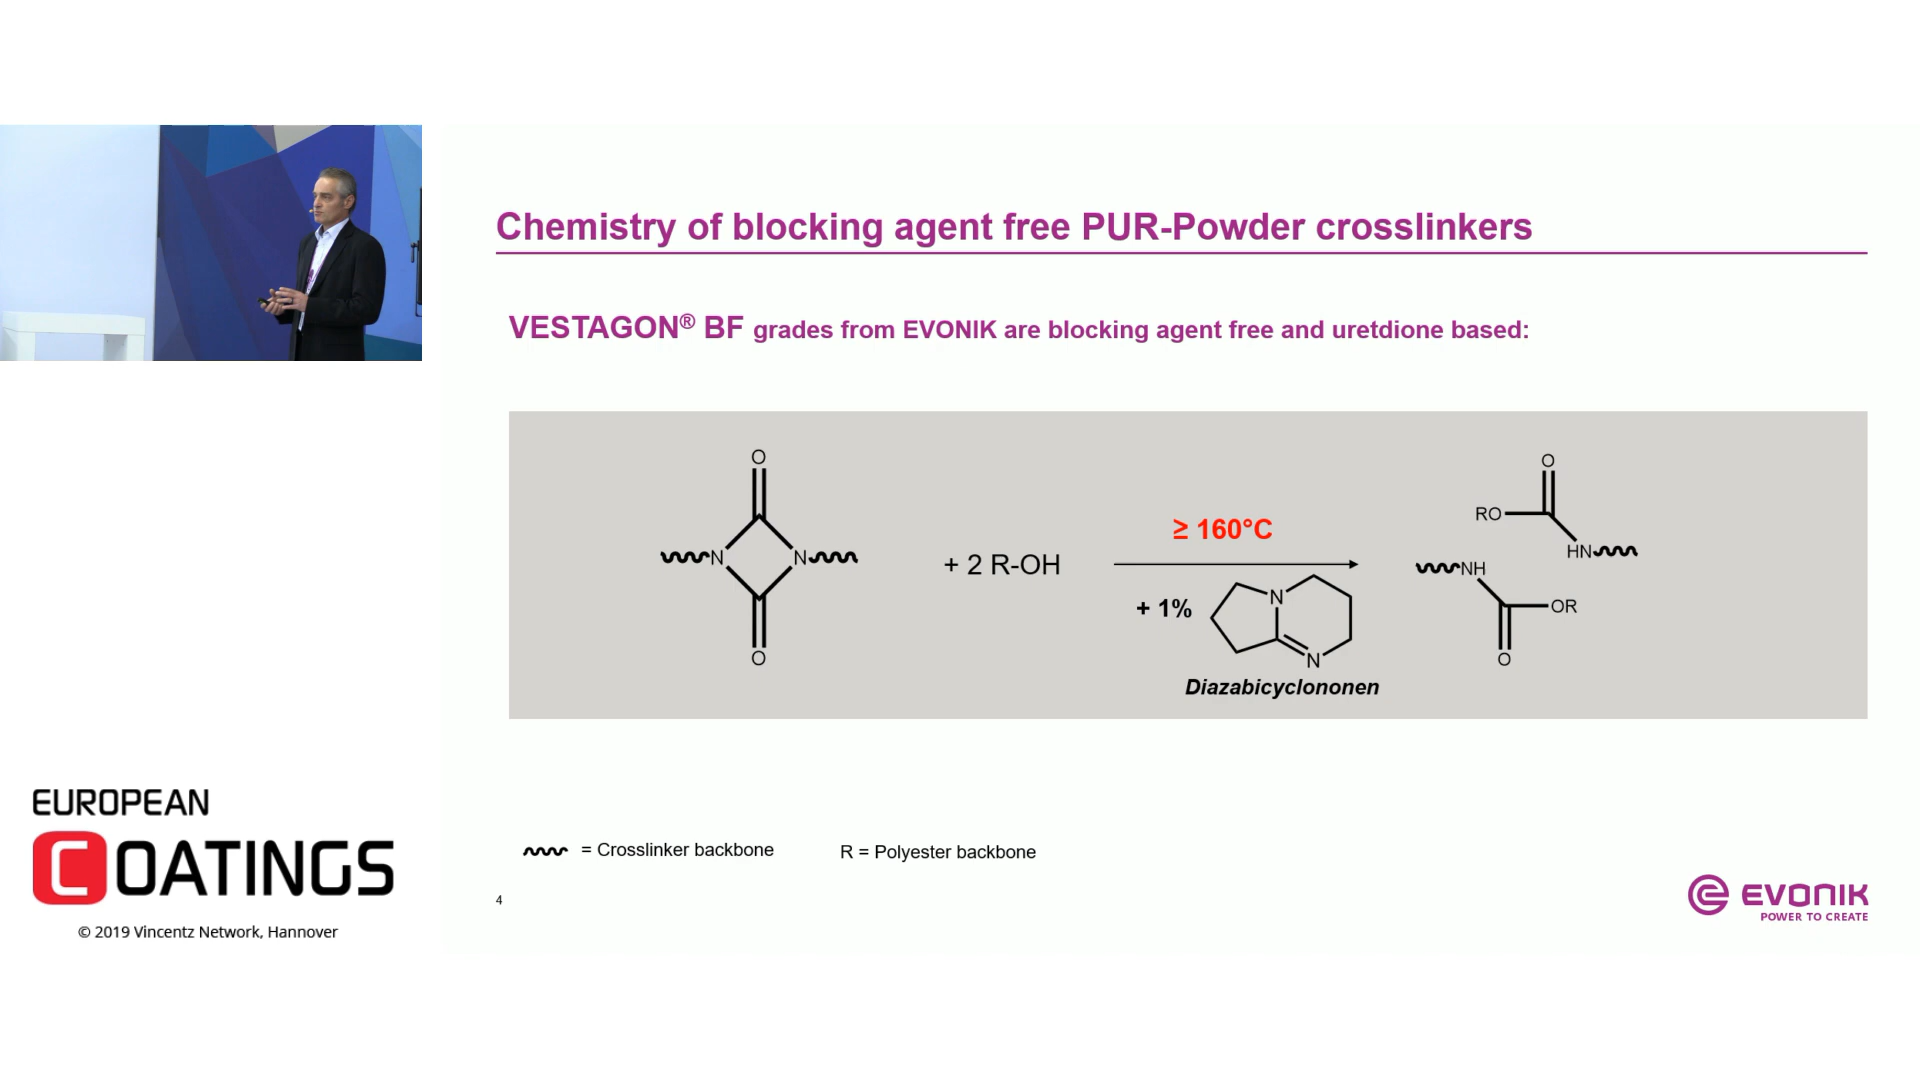 Chemistry of blocking agent free PUR-Powder crosslinkers
VESTAGON® BF grades from EVONIK are blocking agent free and uretdione based:
O
N N
O
+ 2 R-OH
≥ 160°C
+ 1%
N
N
Diazabicyclononen
O
RO
HN
NH
OR
O
= Crosslinker backbone
R = Polyester backbone
4
EUROPEAN
COATINGS
© 2019 Vincentz Network, Hannover
EVONIK
POWER TO CREATE